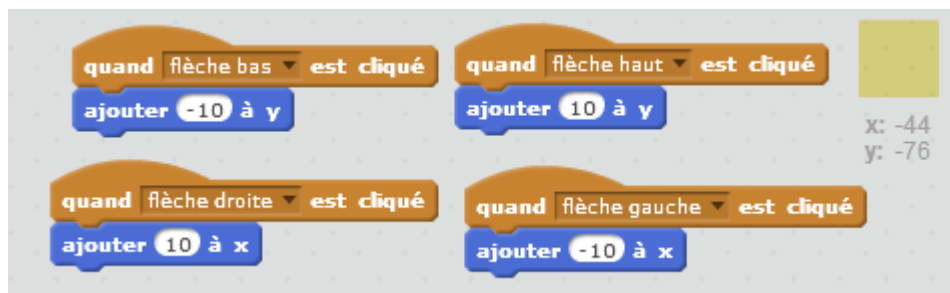 quand flèche bas est cliqué
ajouter -10 à y
quand flèche haut est cliqué
ajouter 10 à y
x: -44
y: -76
quand flèche droite est cliqué
ajouter 10 à x
quand flèche gauche est cliqué
ajouter -10 à x